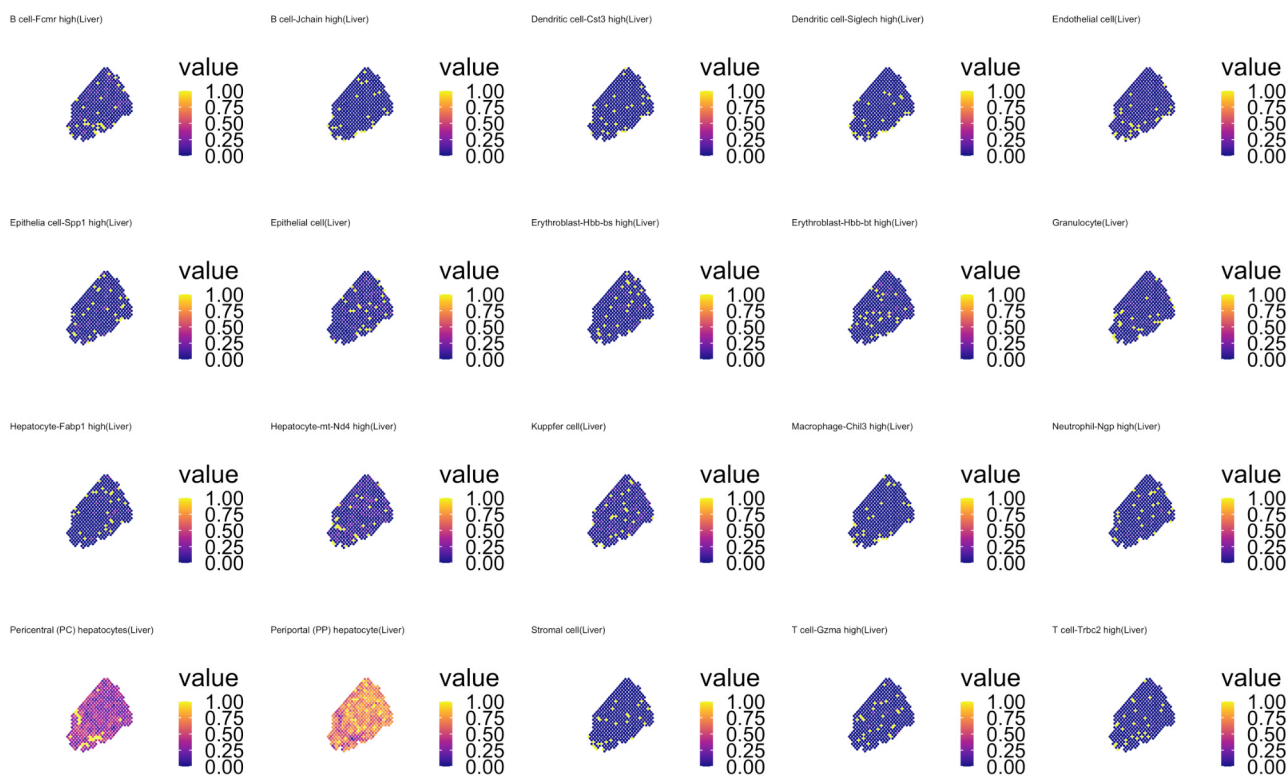 B cell-Fcmr high(Liver)
B cell-Jchain high(Liver)
Dendritic cell-Cst3 high(Liver)
Dendritic cell-Siglech high(Liver)
Endothelial cell(Liver)
value
1.00
0.75
0.50
0.25
0.00
value
1.00
0.75
0.50
0.25
0.00
value
1.00
0.75
0.50
0.25
0.00
value
1.00
0.75
0.50
0.25
0.00
value
1.00
0.75
0.50
0.25
0.00
Epithelia cell-Spp1 high(Liver)
Epithelial cell(Liver)
Erythroblast-Hbb-bs high(Liver)
Erythroblast-Hbb-bt high(Liver)
Granulocyte(Liver)
value
1.00
0.75
0.50
0.25
0.00
value
1.00
0.75
0.50
0.25
0.00
value
1.00
0.75
0.50
0.25
0.00
value
1.00
0.75
0.50
0.25
0.00
value
1.00
0.75
0.50
0.25
0.00
Hepatocyte-Fabp1 high(Liver)
Hepatocyte-mt-Nd4 high(Liver)
Kuppfer cell(Liver)
Macrophage-Chil3 high(Liver)
Neutrophil-Ngp high(Liver)
value
1.00
0.75
0.50
0.25
0.00
value
1.00
0.75
0.50
0.25
0.00
value
1.00
0.75
0.50
0.25
0.00
value
1.00
0.75
0.50
0.25
0.00
value
1.00
0.75
0.50
0.25
0.00
Pericentral (PC) hepatocytes(Liver)
Periportal (PP) hepatocyte(Liver)
Stromal cell(Liver)
T cell-Gzma high(Liver)
T cell-Trbc2 high(Liver)
value
1.00
0.75
0.50
0.25
0.00
value
1.00
0.75
0.50
0.25
0.00
value
1.00
0.75
0.50
0.25
0.00
value
1.00
0.75
0.50
0.25
0.00
value
1.00
0.75
0.50
0.25
0.00